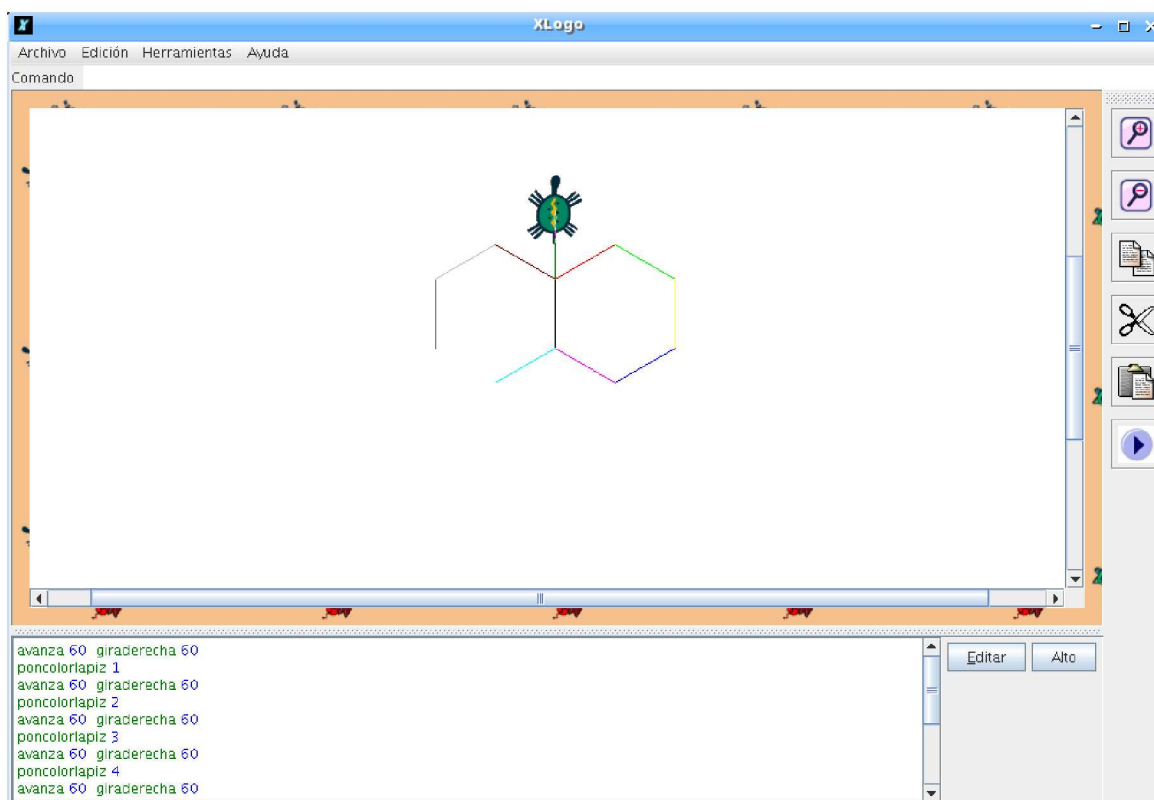 XLogo
Archivo Edición Herramientas Ayuda
Comando
avanza 60 giraderecha 60
poncolorlapiz 1
avanza 60 giraderecha 60
poncolorlapiz 2
avanza 60 giraderecha 60
poncolorlapiz 3
avanza 60 giraderecha 60
poncolorlapiz 4
avanza 60 giraderecha 60
Editar Alto